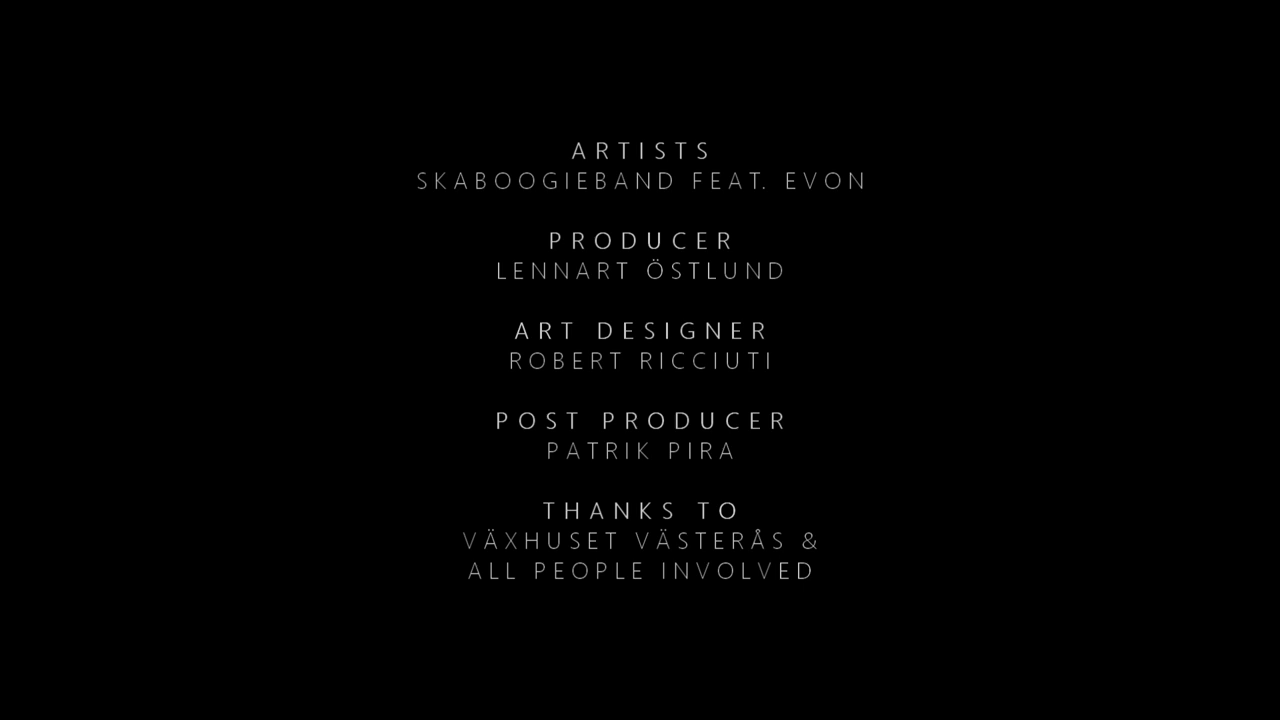 ARTISTS
SKABOOGIEBAND FEAT. EVON
PRODUCER
LENNART ÖSTLUND
ART DESIGNER
ROBERT RICCIUTI
POST PRODUCER
PATRIK PIRA
THANKS TO
VÄXHUSET VÄSTERÅS &
ALL PEOPLE INVOLVED